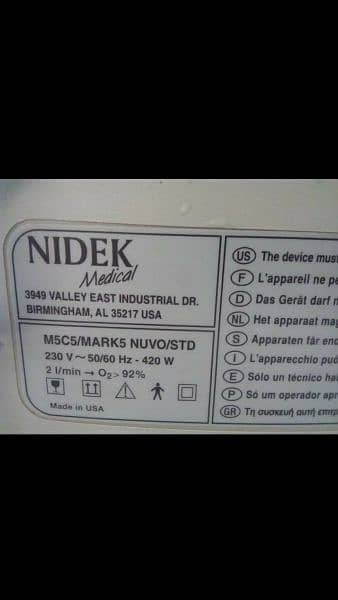 NIDEK
Medical
3949 VALLEY EAST INDUSTRIAL DR.
BIRMINGHAM, AL 35217 USA
M5C5/MARK5 NUVO/STD
230 V ~ 50/60 Hz - 420 W
2 l/min → O₂> 92%
Made in USA
US The device must
F L'appareil ne pe
D Das Gerät darf n
NL Het apparaat mag
S Apparaten får end
I L'apparecchio può
E Sólo un técnico ha
P Só um operador apr
GR Τη συσκευή αυτή επιτρ